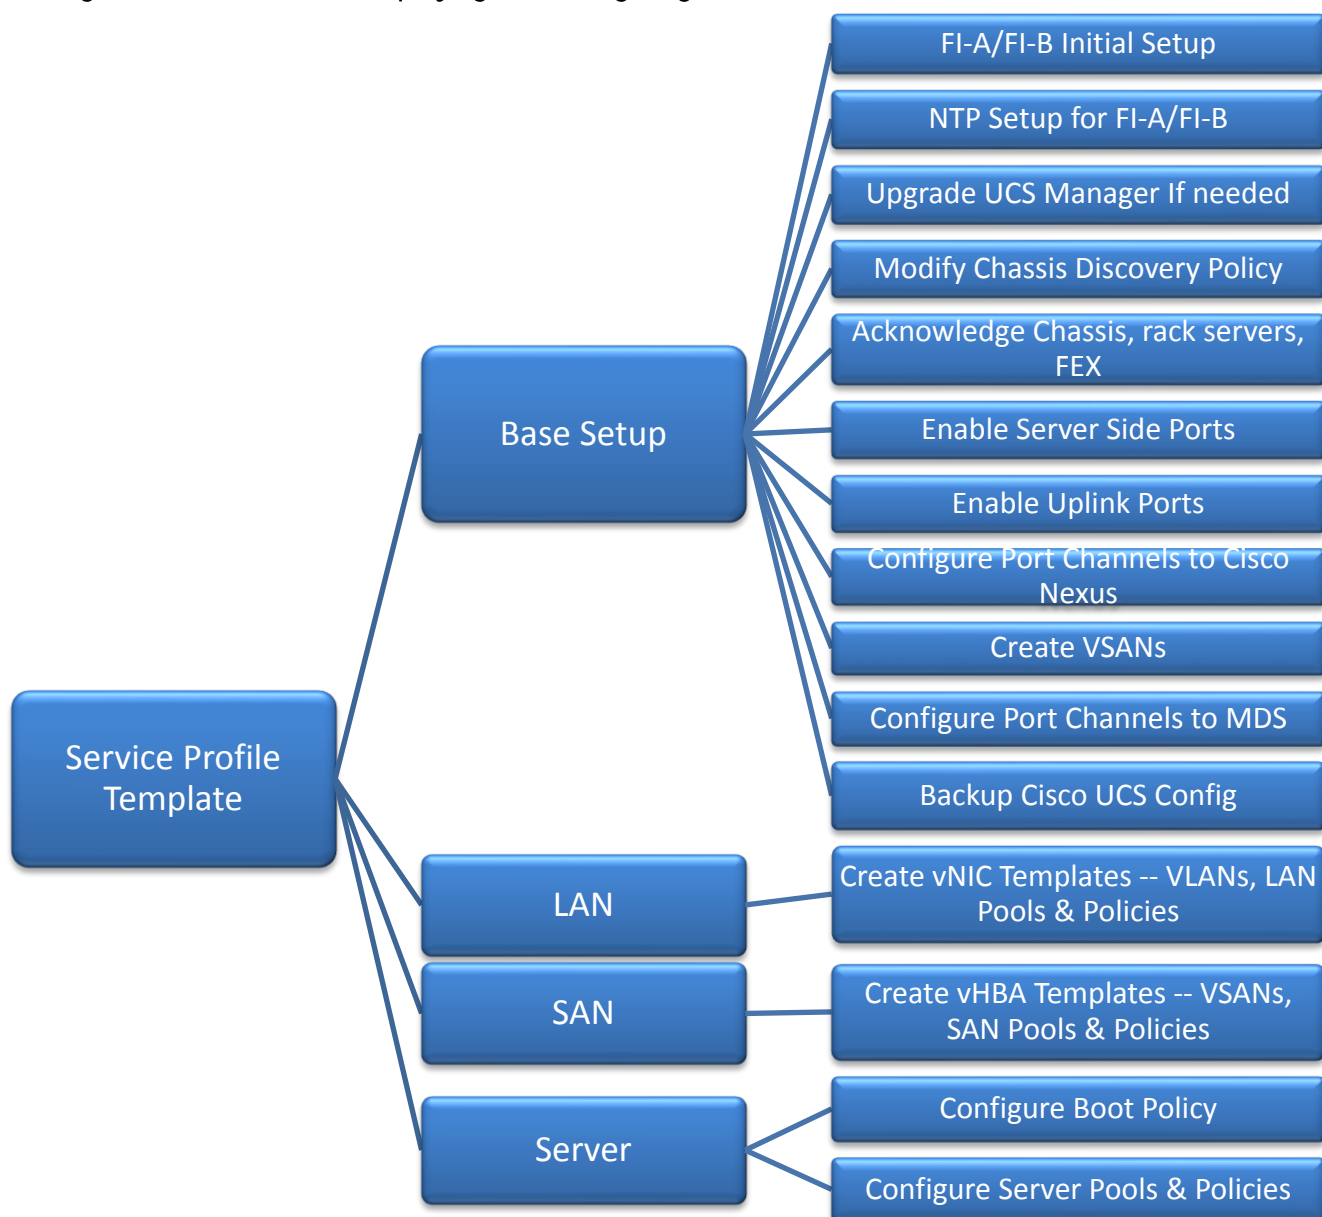 FI-A/FI-B Initial Setup
NTP Setup for FI-A/FI-B
Upgrade UCS Manager If needed
Modify Chassis Discovery Policy
Acknowledge Chassis, rack servers,
FEX
Base Setup
Enable Server Side Ports
Enable Uplink Ports
Configure Port Channels to Cisco
Nexus
Create VSANs
Configure Port Channels to MDS
Service Profile
Template
Backup Cisco UCS Config
LAN
Create vNIC Templates -- VLANs, LAN
Pools & Policies
SAN
Create vHBA Templates -- VSANs,
SAN Pools & Policies
Server
Configure Boot Policy
Configure Server Pools & Policies